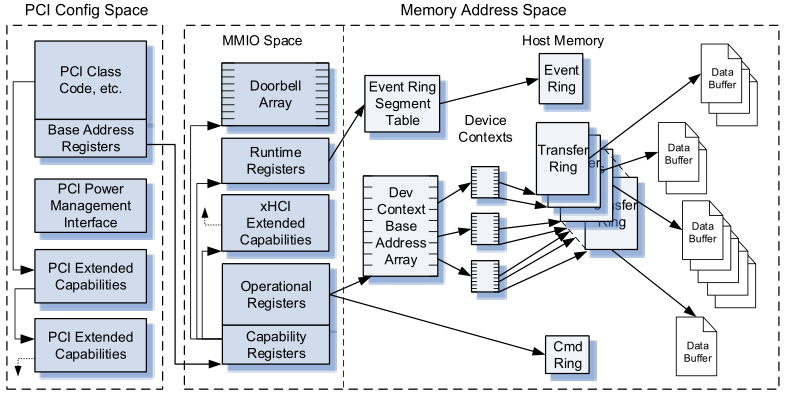 PCI Config Space
Memory Address Space
PCI Class
Code, etc.
Base Address
Registers
PCI Power
Management
Interface
PCI Extended
Capabilities
PCI Extended
Capabilities
MMIO Space
Doorbell
Array
Runtime
Registers
xHCI
Extended
Capabilities
Operational
Registers
Capability
Registers
Host Memory
Event Ring
Segment
Table
Event
Ring
Device
Contexts
Dev
Context
Base
Address
Array
Transfer
Ring
Ring
Cmd
Ring
Data
Buffer
Data
Buffer
Data
Buffer
Data
Buffer